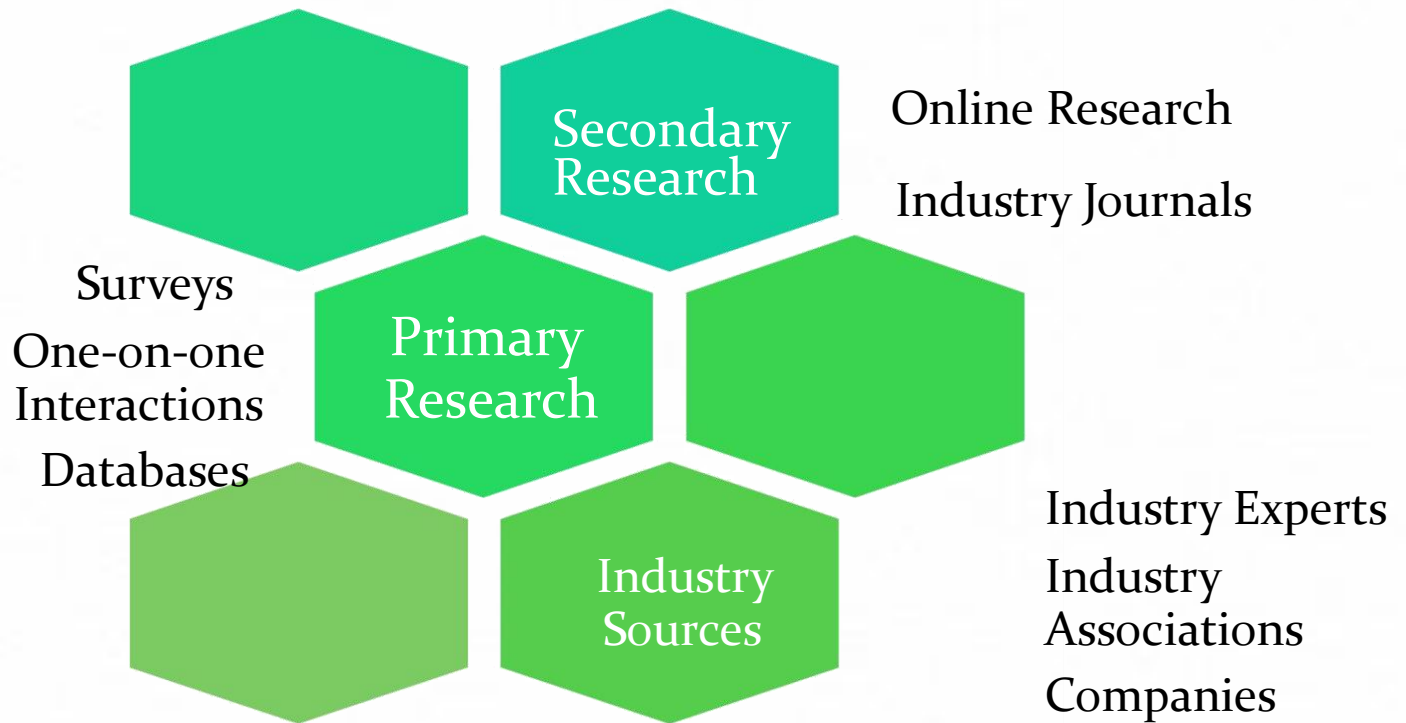 Secondary
Research
Online Research
Industry Journals
Surveys
One-on-one
Interactions
Databases
Primary
Research
Industry
Sources
Industry Experts
Industry
Associations
Companies